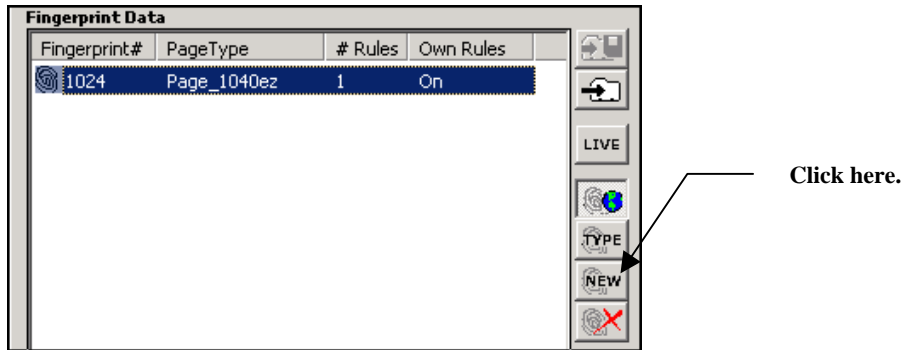 Fingerprint Data
Fingerprint# PageType # Rules Own Rules
1024 Page_1040ez 1 On
LIVE
Click here.
TYPE
NEW